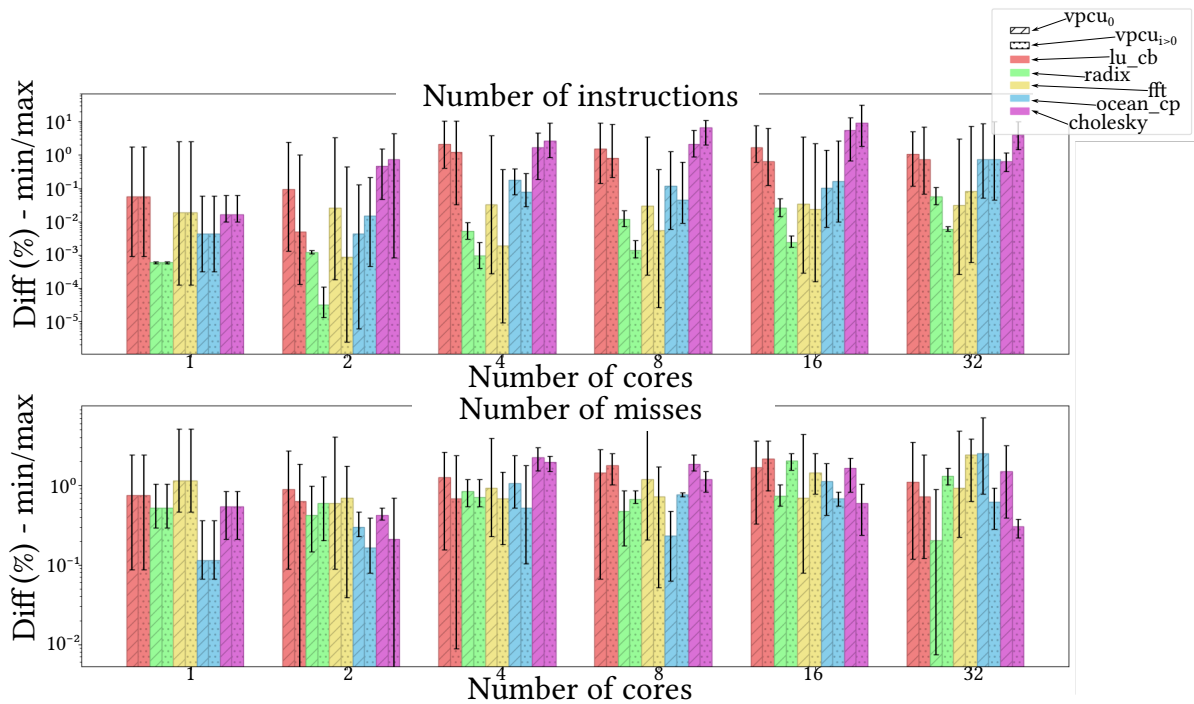 vpcu₀
vpcuᵢ>₀
lu_cb
radix
fft
ocean_cp
cholesky
Number of instructions
Diff (%) - min/max
10¹
10⁰
10⁻¹
10⁻²
10⁻³
10⁻⁴
10⁻⁵
1 2 4 8 16 32
Number of cores
Number of misses
Diff (%) - min/max
10⁰
10⁻¹
10⁻²
1 2 4 8 16 32
Number of cores